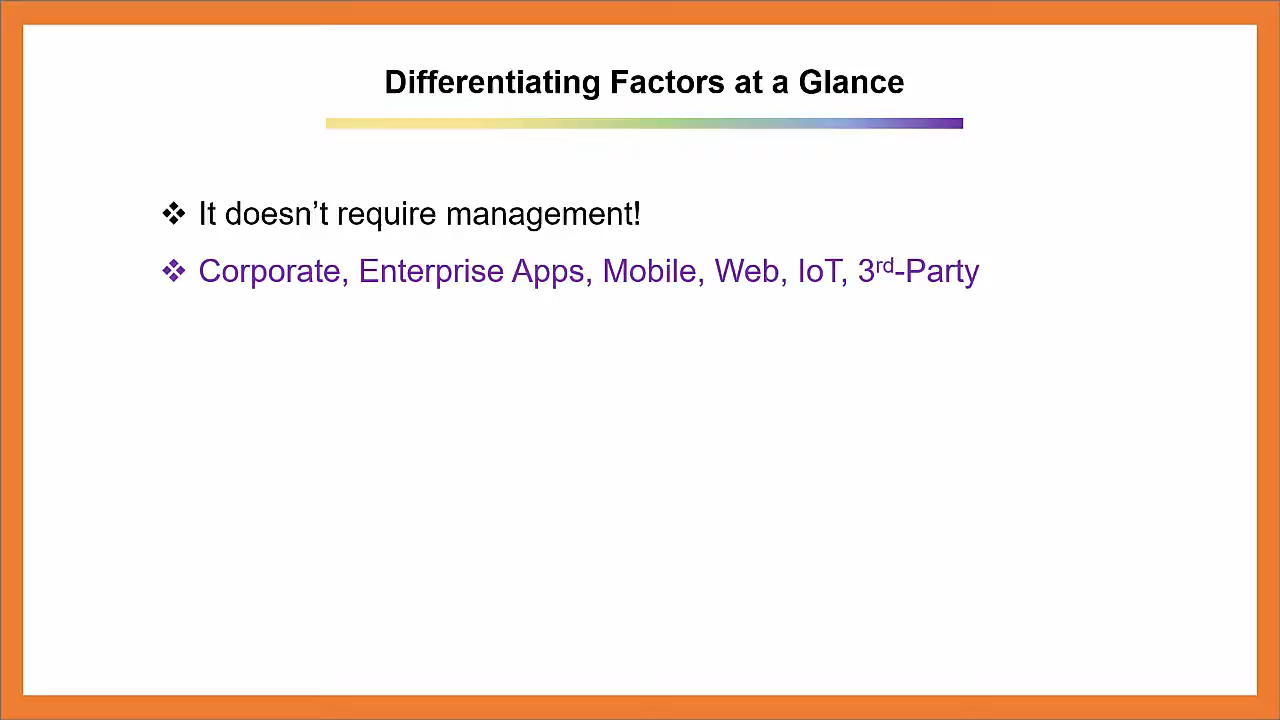 Differentiating Factors at a Glance
❖ It doesn’t require management!
❖ Corporate, Enterprise Apps, Mobile, Web, IoT, 3rd-Party